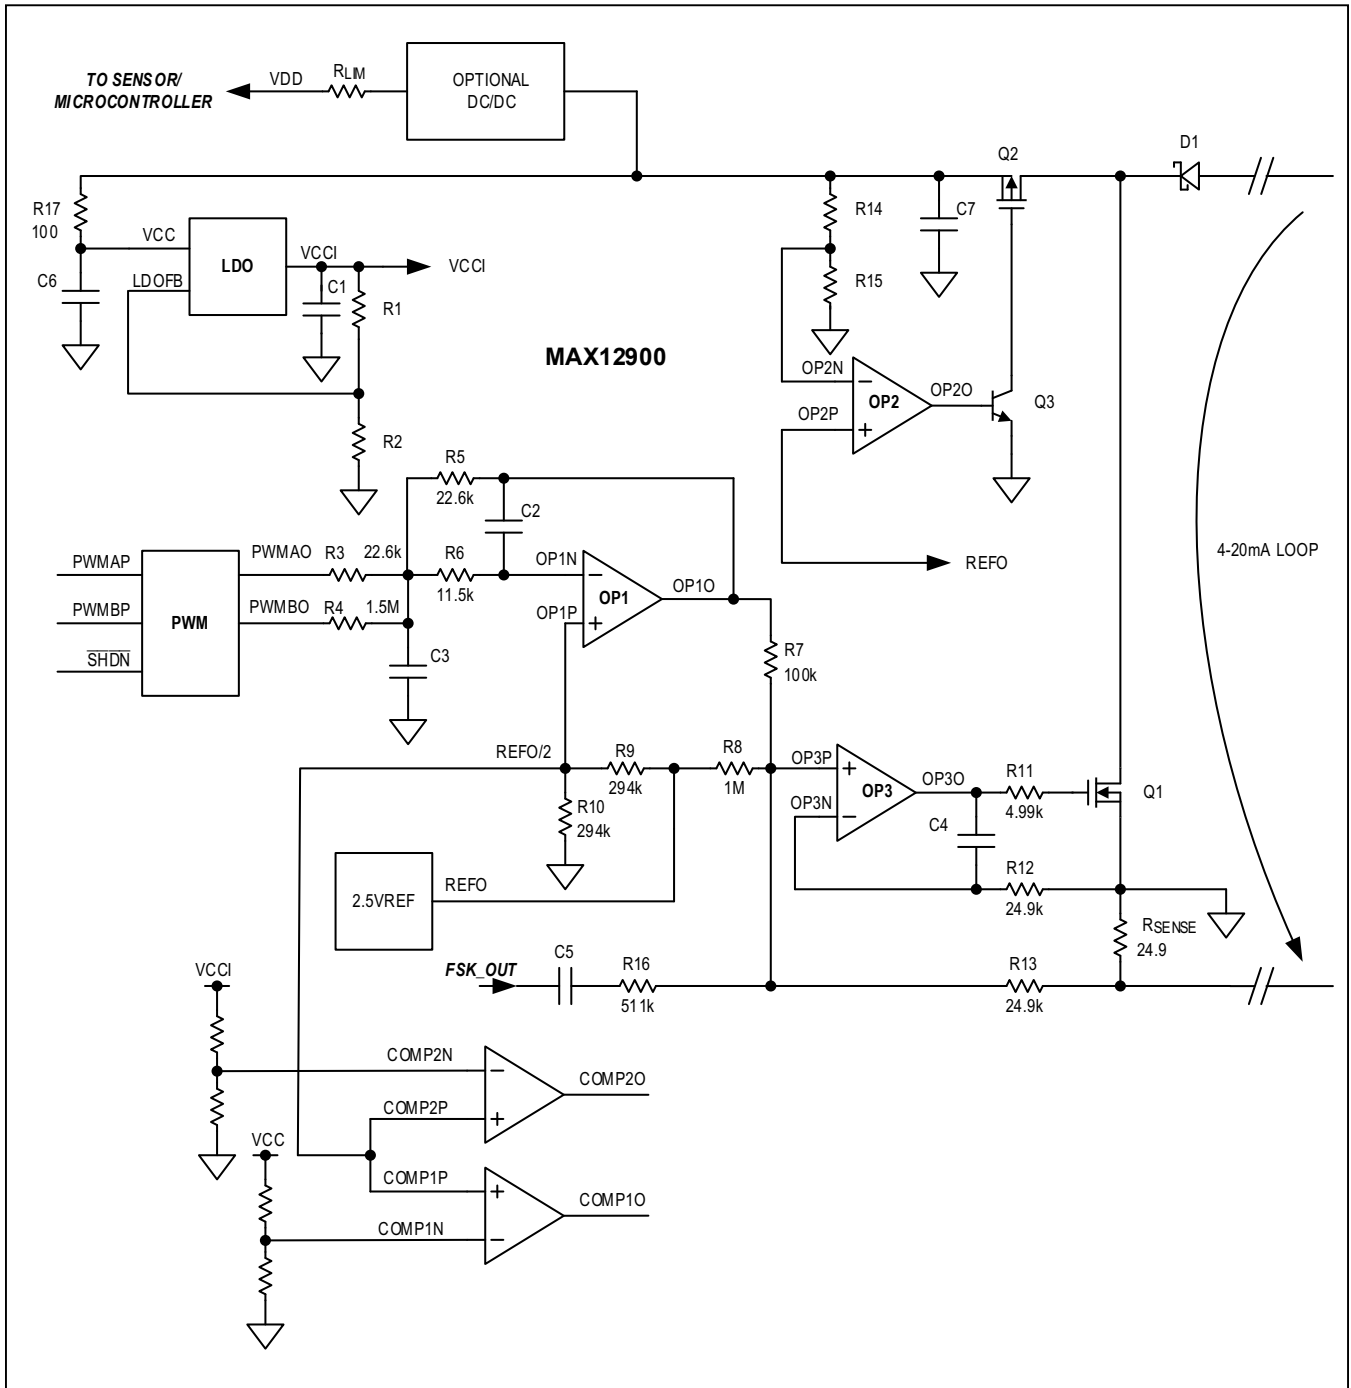 TO SENSOR/
MICROCONTROLLER
VDD
RLIM
OPTIONAL
DC/DC
D1
Q2
R17
100
VCC
LDO
VCCI
VCCI
C6
LDOFB
C1
R1
R2
R14
C7
R15
MAX12900
OP2N
OP2P
OP2
OP2O
Q3
REFO
4-20mA LOOP
R5
22.6k
C2
PWMAP
PWMBP
SHDN
PWM
PWMAO
R3
22.6k
R6
11.5k
PWMBO
R4
1.5M
C3
OP1N
OP1P
OP1
OP1O
R7
100k
REFO/2
R9
294k
R8
1M
R10
294k
OP3P
OP3N
OP3
OP3O
R11
4.99k
Q1
C4
R12
24.9k
2.5VREF
REFO
RSENSE
24.9
FSK_OUT
C5
R16
511k
R13
24.9k
VCCI
COMP2N
COMP2P
COMP2O
VCC
COMP1P
COMP1N
COMP1O